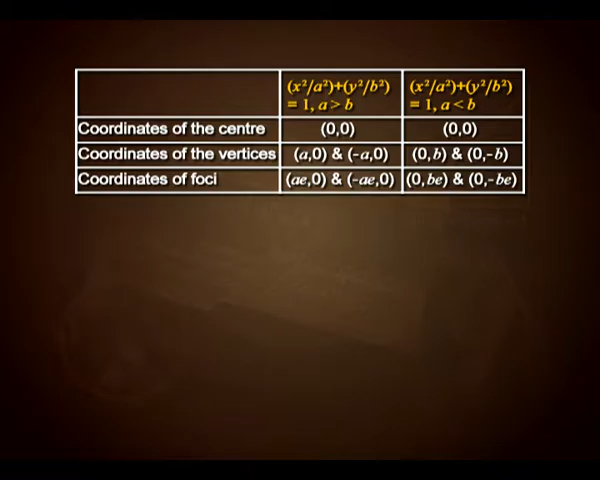 (x²/a²)+(y²/b²) (x²/a²)+(y²/b²)
= 1, a > b = 1, a < b
Coordinates of the centre (0,0) (0,0)
Coordinates of the vertices (a,0) & (-a,0) (0,b) & (0,-b)
Coordinates of foci (ae,0) & (-ae,0) (0,be) & (0,-be)